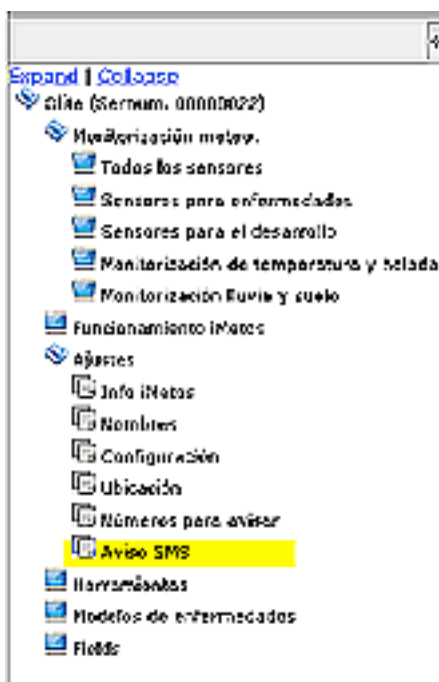 Expand | Collapse
(Sernum. 00000022)
Monitorización meteo.
Todos los sensores
Sensores para enfermedades
Sensores para el desarrollo
Monitorización de temperatura y helada
Monitorización lluvia y suelo
Funcionamiento iMetos
Ajustes
Info iMetos
Nombres
Configuración
Ubicación
Números para avisar
Aviso SMS
Herramientas
Modelos de enfermedades
Fields